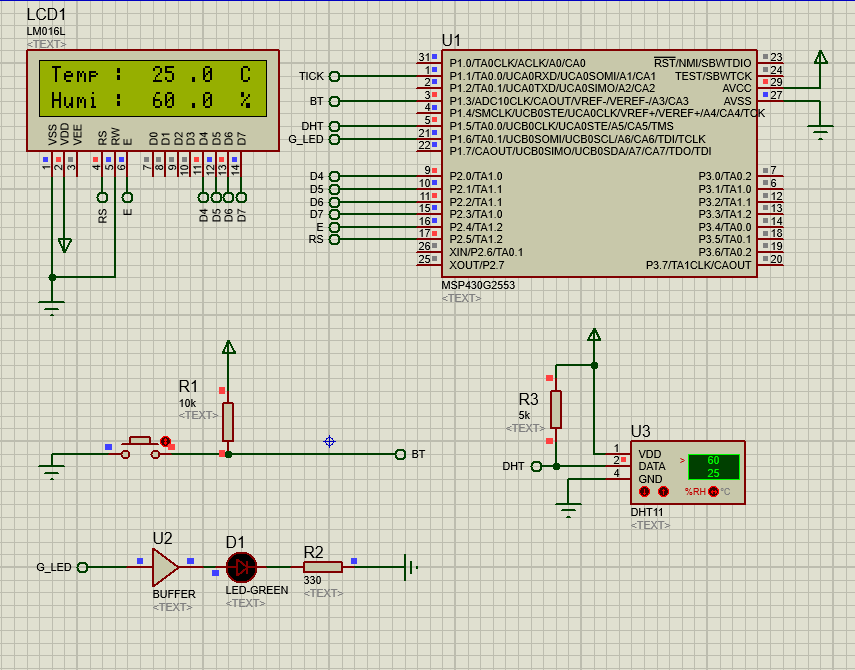 LCD1
LM016L
<TEXT>
Temp : 25 .0 C
Humi : 60 .0 %
VSS VDD VEE RS RW E D0 D1 D2 D3 D4 D5 D6 D7
1 2 3 4 5 6 7 8 9 10 11 12 13 14
RS E D4 D5 D6 D7
U1
TICK
BT
DHT
G_LED
D4
D5
D6
D7
E
RS
31 P1.0/TA0CLK/ACLK/A0/CA0
1 P1.1/TA0.0/UCA0RXD/UCA0SOMI/A1/CA1
2 P1.2/TA0.1/UCA0TXD/UCA0SIMO/A2/CA2
3 P1.3/ADC10CLK/CAOUT/VREF-/VEREF-/A3/CA3
4 P1.4/SMCLK/UCB0STE/UCA0CLK/VREF+/VEREF+/A4/CA4/TCK
5 P1.5/TA0.0/UCB0CLK/UCA0STE/A5/CA5/TMS
21 P1.6/TA0.1/UCB0SOMI/UCB0SCL/A6/CA6/TDI/TCLK
22 P1.7/CAOUT/UCB0SIMO/UCB0SDA/A7/CA7/TDO/TDI
9 P2.0/TA1.0
10 P2.1/TA1.1
11 P2.2/TA1.1
15 P2.3/TA1.0
16 P2.4/TA1.2
17 P2.5/TA1.2
26 XIN/P2.6/TA0.1
25 XOUT/P2.7
RST/NMI/SBWTDIO 23
TEST/SBWTCK 24
AVCC 29
AVSS 27
P3.0/TA0.2 7
P3.1/TA1.0 6
P3.2/TA1.1 12
P3.3/TA1.2 13
P3.4/TA0.0 14
P3.5/TA0.1 18
P3.6/TA0.2 19
P3.7/TA1CLK/CAOUT 20
MSP430G2553
<TEXT>
R1
10k
<TEXT>
BT
R3
5k
<TEXT>
DHT
U3
1 VDD
2 DATA
4 GND
> 60
25
%RH °C
DHT11
<TEXT>
G_LED
U2
BUFFER
<TEXT>
D1
LED-GREEN
<TEXT>
R2
330
<TEXT>